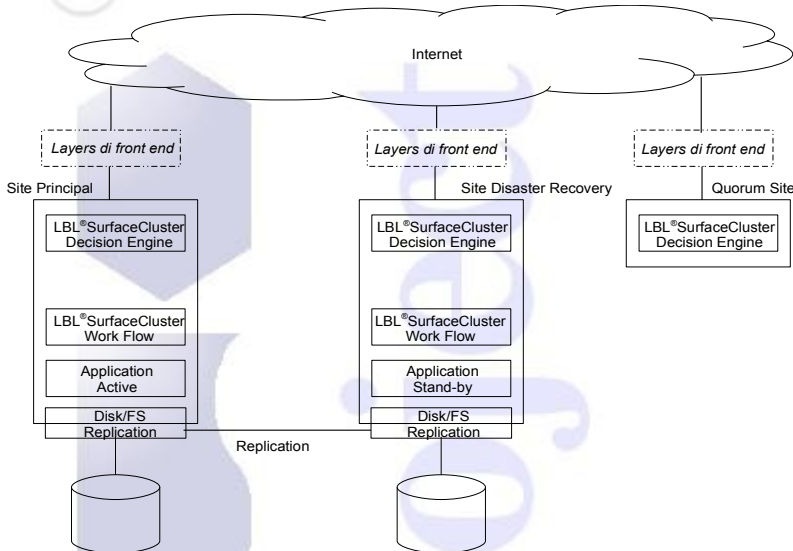 Internet
Layers di front end
Layers di front end
Layers di front end
Site Principal
Site Disaster Recovery
Quorum Site
LBL®SurfaceCluster
Decision Engine
LBL®SurfaceCluster
Decision Engine
LBL®SurfaceCluster
Decision Engine
LBL®SurfaceCluster
Work Flow
LBL®SurfaceCluster
Work Flow
Application
Active
Application
Stand-by
Disk/FS
Replication
Disk/FS
Replication
Replication
oject